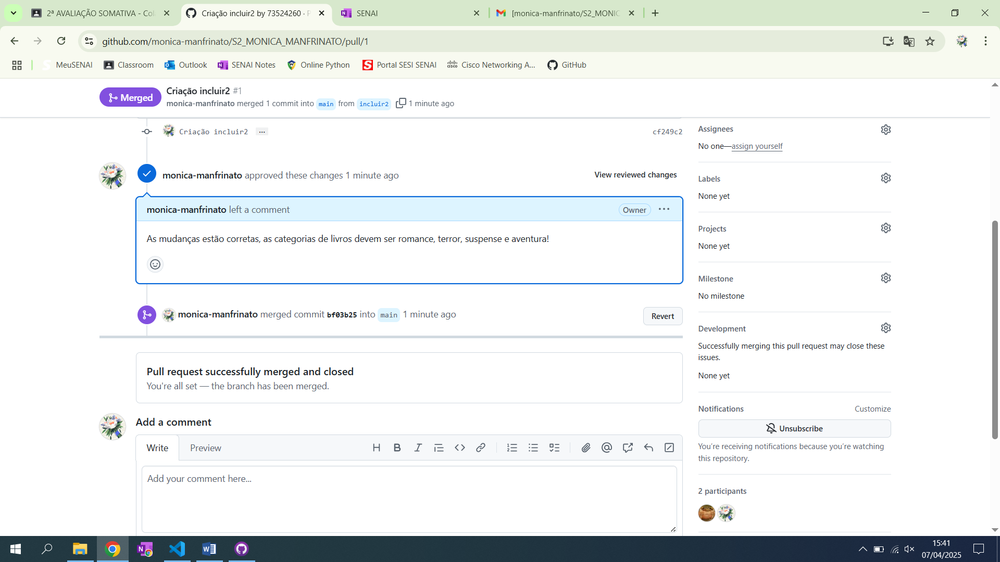 2ª AVALIAÇÃO SOMATIVA - Col
Criação incluir2 by 73524260 · P
SENAI
[monica-manfrinato/S2_MONIC
github.com/monica-manfrinato/S2_MONICA_MANFRINATO/pull/1
MeuSENAI
Classroom
Outlook
SENAI Notes
Online Python
Portal SESI SENAI
Cisco Networking A...
GitHub
Merged
Criação incluir2 #1
monica-manfrinato merged 1 commit into main from incluir2 1 minute ago
Criação incluir2 ...
cf249c2
monica-manfrinato approved these changes 1 minute ago
View reviewed changes
monica-manfrinato left a comment
Owner
As mudanças estão corretas, as categorias de livros devem ser romance, terror, suspense e aventura!
monica-manfrinato merged commit bf03b25 into main 1 minute ago
Revert
Pull request successfully merged and closed
You're all set — the branch has been merged.
Add a comment
Write
Preview
Add your comment here...
Assignees
No one—assign yourself
Labels
None yet
Projects
None yet
Milestone
No milestone
Development
Successfully merging this pull request may close these
issues.
None yet
Notifications
Customize
Unsubscribe
You’re receiving notifications because you’re watching
this repository.
2 participants
15:41
07/04/2025